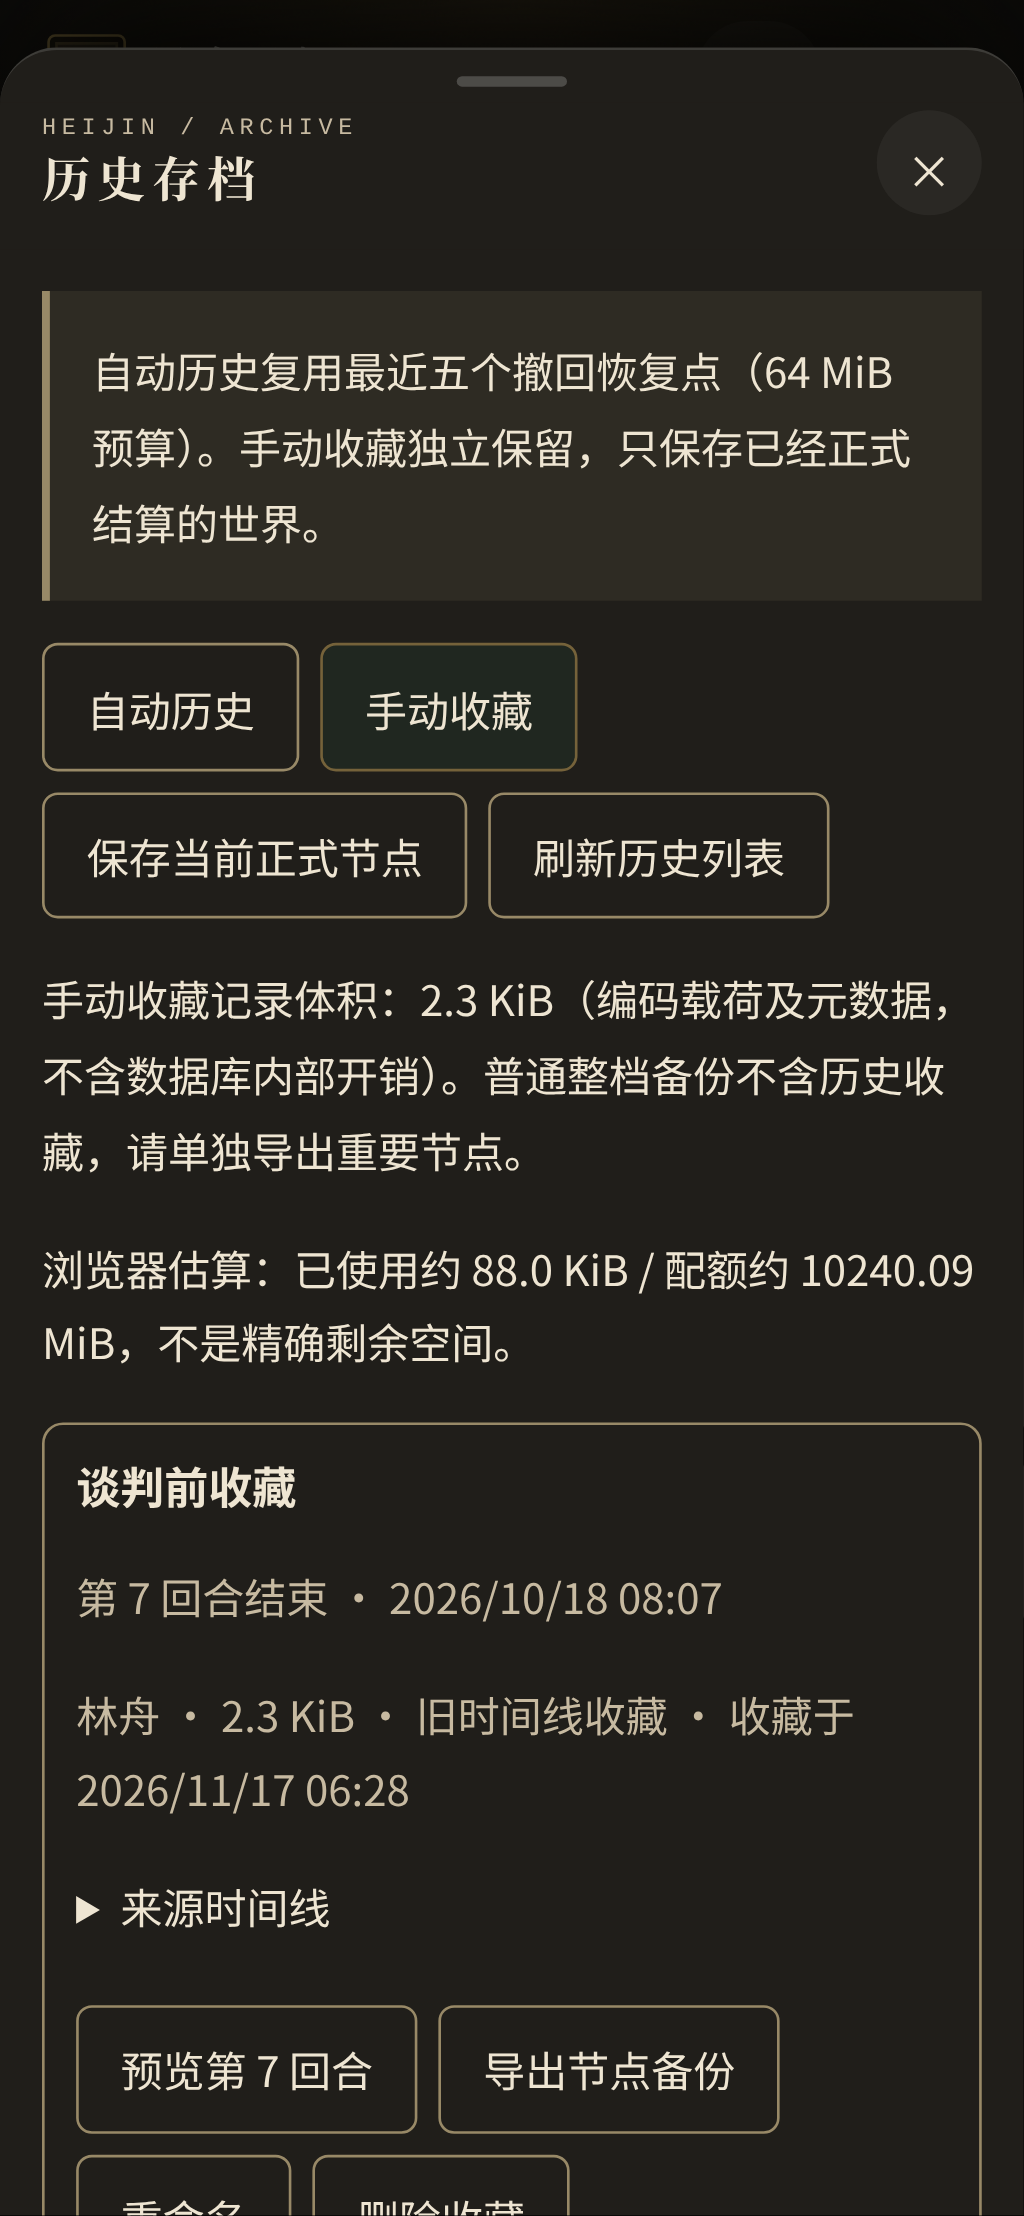 HEIJIN / ARCHIVE
历史存档
自动历史复用最近五个撤回恢复点（64 MiB
预算）。手动收藏独立保留，只保存已经正式
结算的世界。
自动历史 手动收藏
保存当前正式节点 刷新历史列表
手动收藏记录体积：2.3 KiB（编码载荷及元数据，
不含数据库内部开销）。普通整档备份不含历史收
藏，请单独导出重要节点。
浏览器估算：已使用约 88.0 KiB / 配额约 10240.09
MiB，不是精确剩余空间。
谈判前收藏
第 7 回合结束 · 2026/10/18 08:07
林舟 · 2.3 KiB · 旧时间线收藏 · 收藏于
2026/11/17 06:28
▶ 来源时间线
预览第 7 回合 导出节点备份
重命名 删除收藏